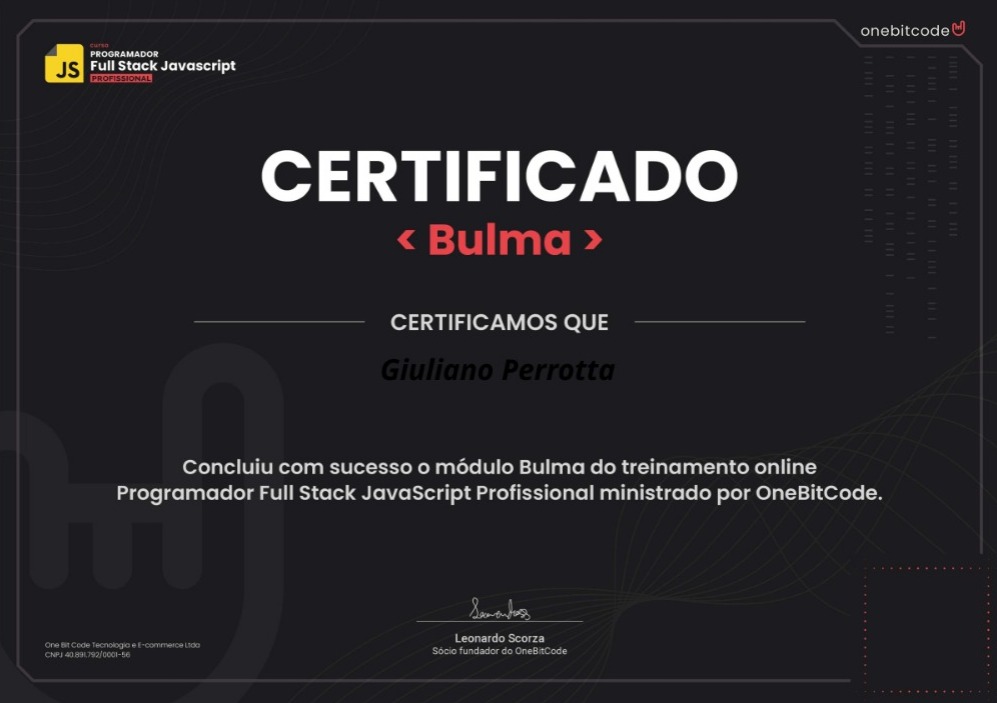 curso
PROGRAMADOR
Full Stack Javascript
PROFISSIONAL
JS
onebitcode
CERTIFICADO
< Bulma >
CERTIFICAMOS QUE
Giuliano Perrotta
Concluiu com sucesso o módulo Bulma do treinamento online
Programador Full Stack JavaScript Profissional ministrado por OneBitCode.
Leonardo Scorza
Sócio fundador do OneBitCode
One Bit Code Tecnologia e E-commerce Ltda
CNPJ 40.891.792/0001-56